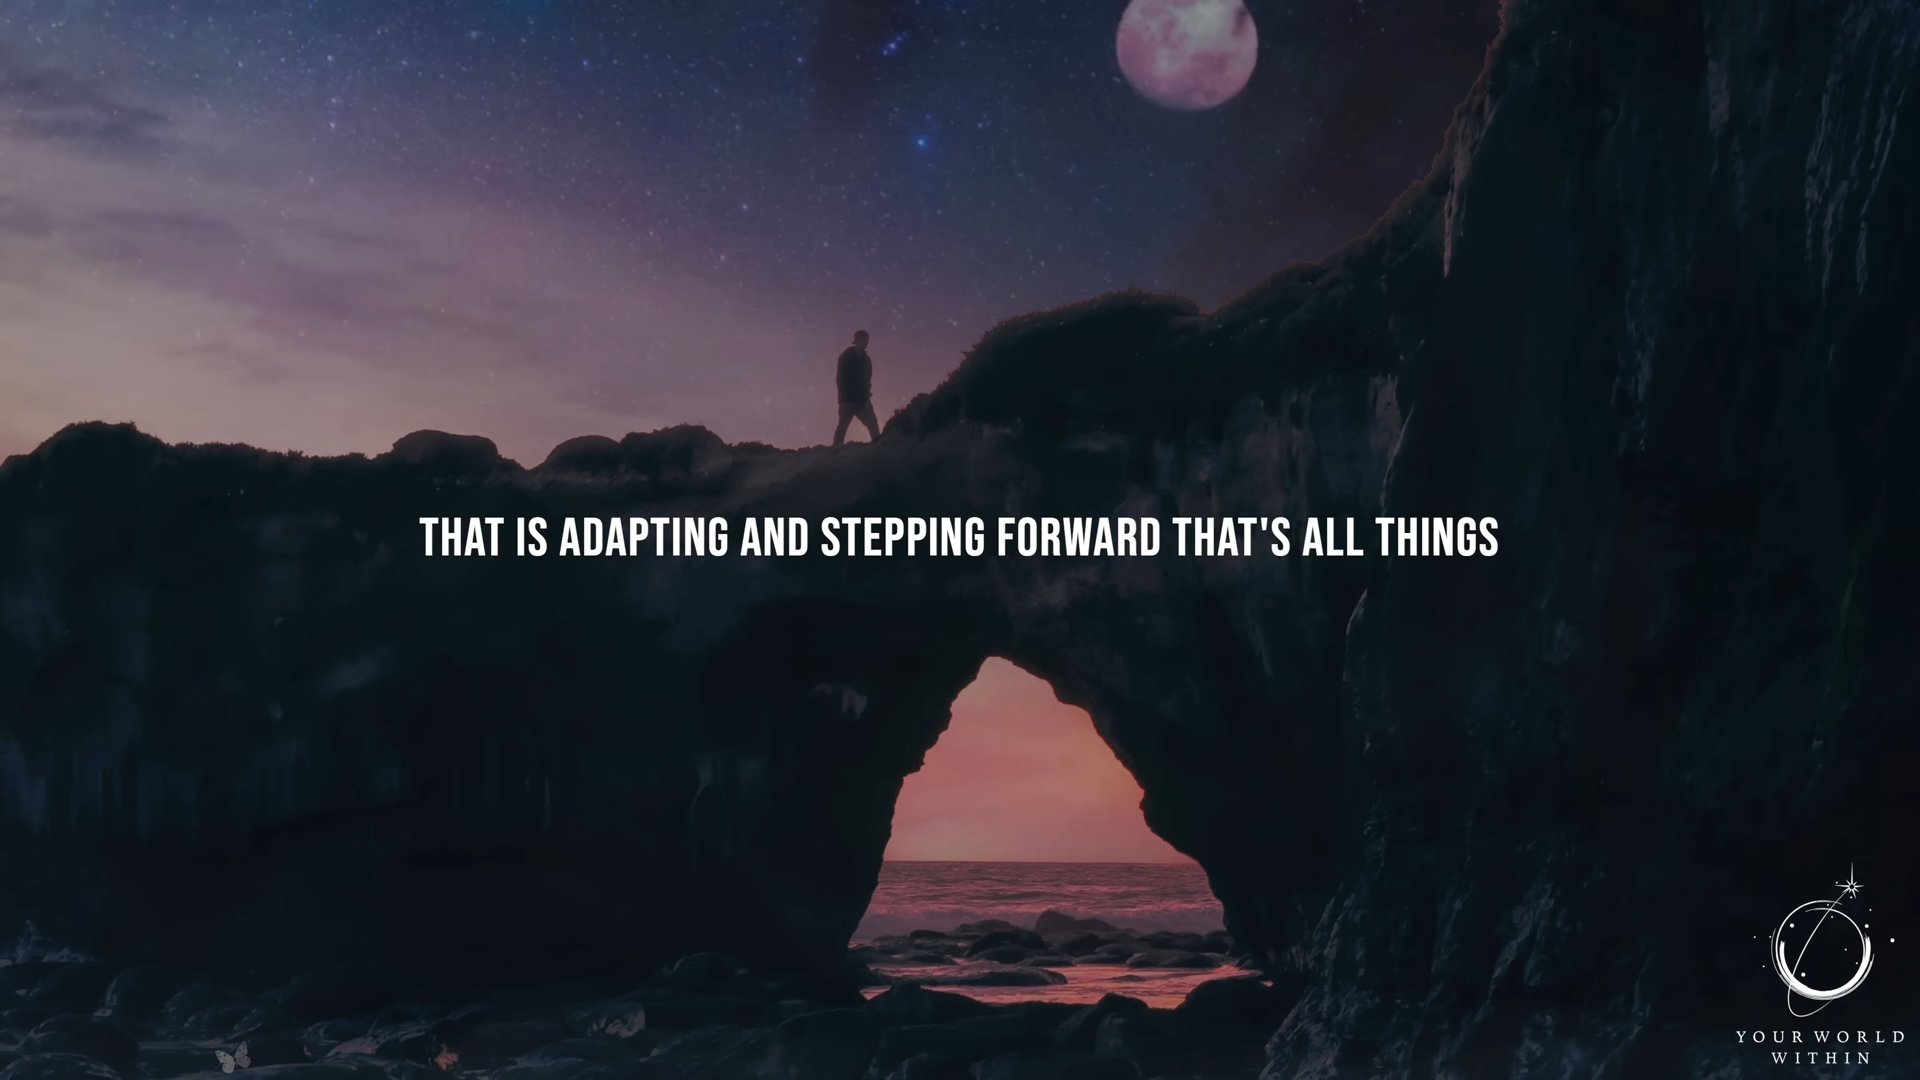 THAT IS ADAPTING AND STEPPING FORWARD THAT'S ALL THINGS
YOUR WORLD
WITHIN